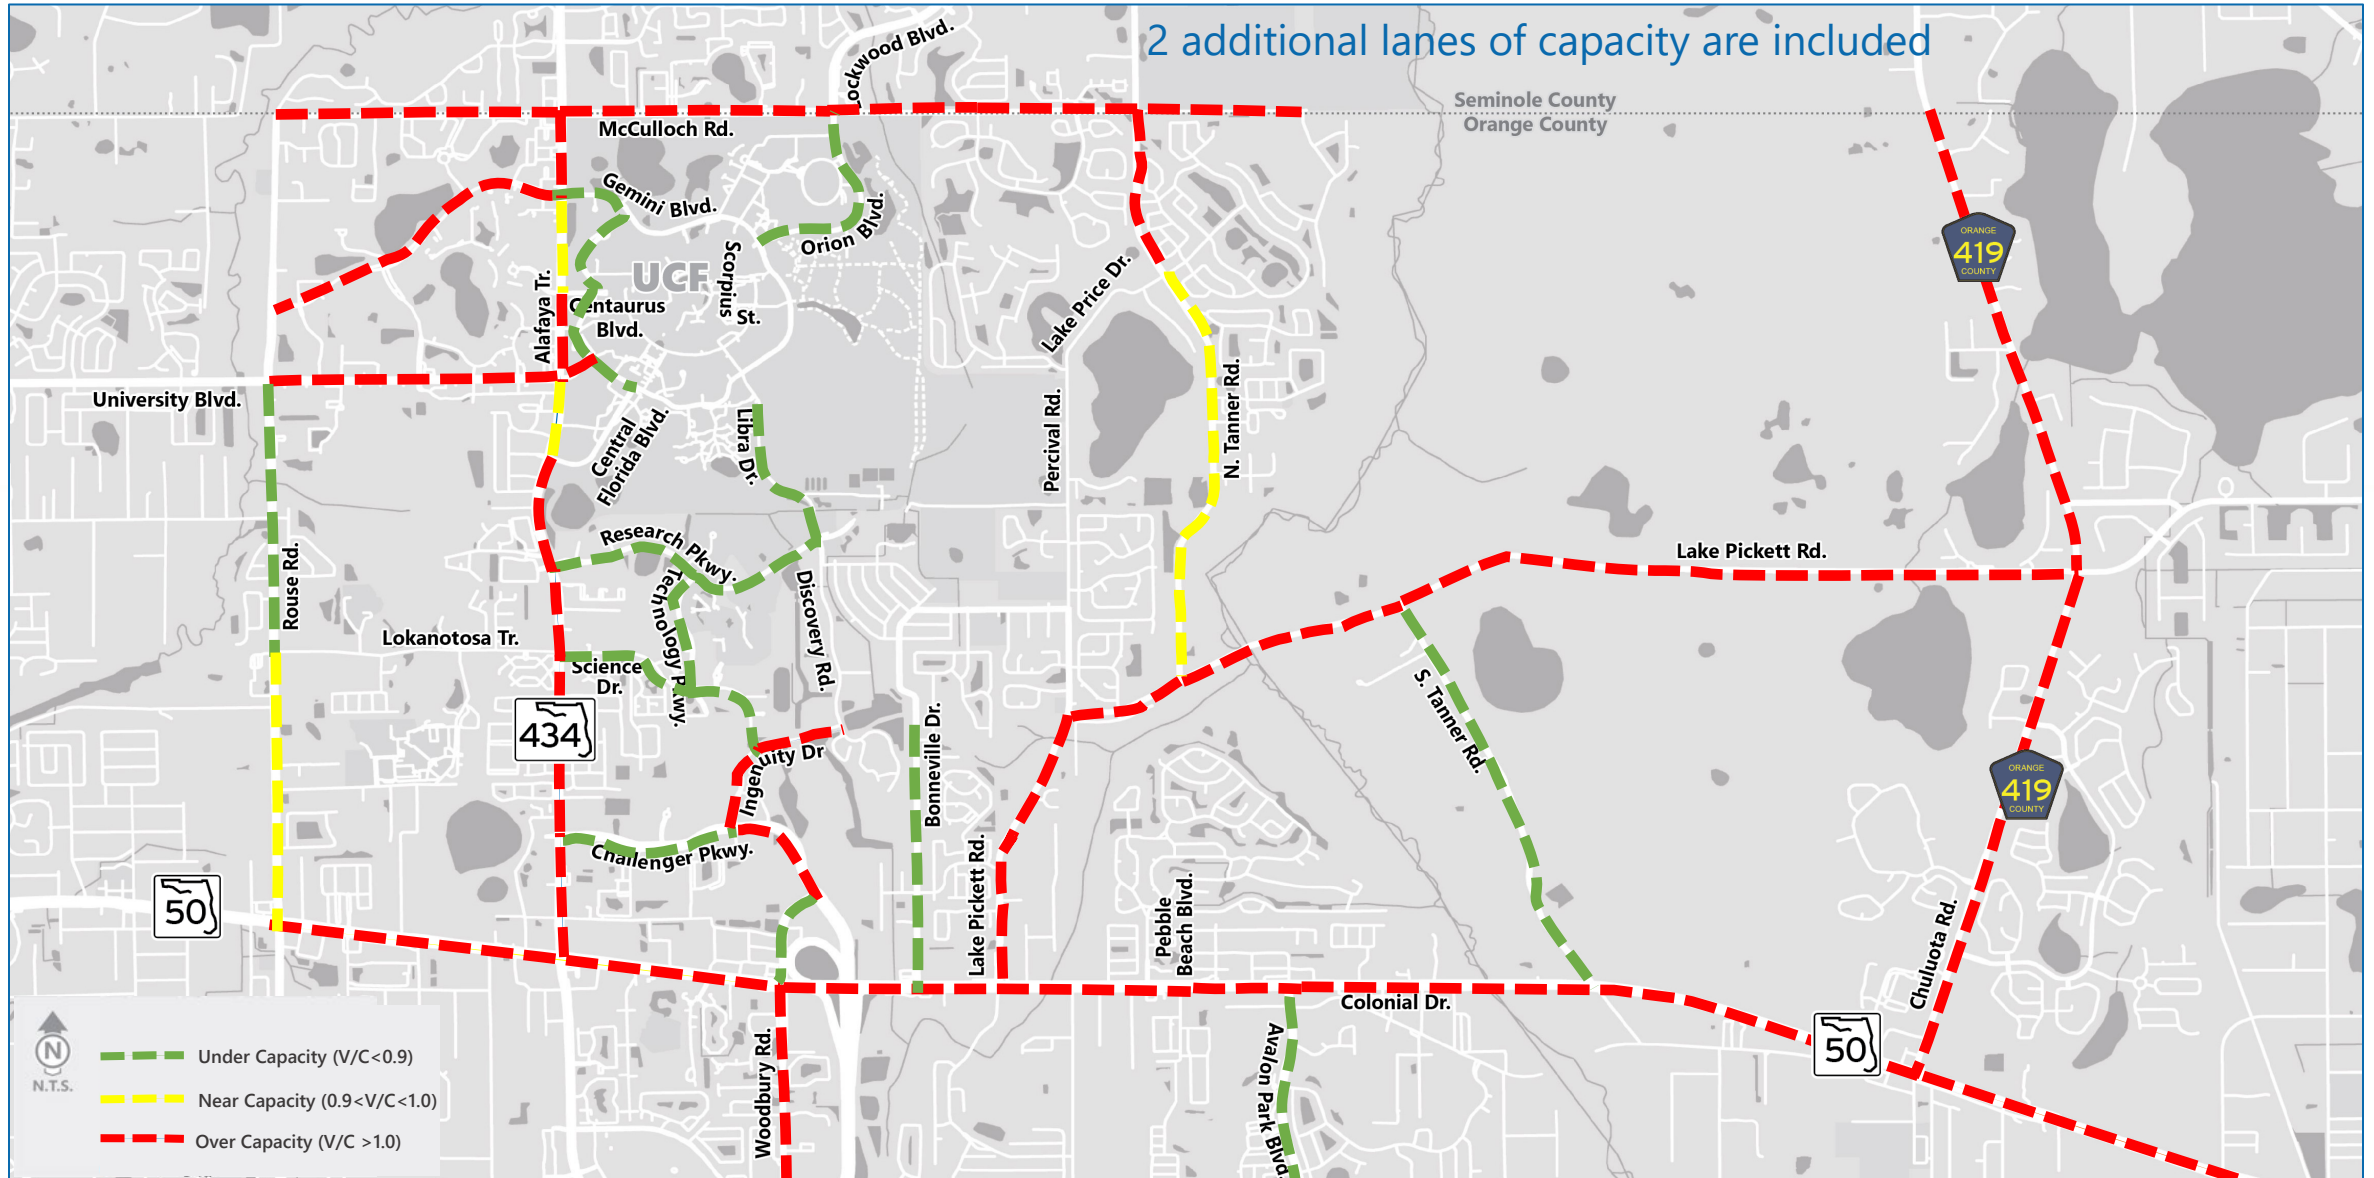 2 additional lanes of capacity are included
Lockwood Blvd.
Seminole County
Orange County
McCulloch Rd.
Gemini Blvd.
Orion Blvd.
ORANGE
419
COUNTY
UCF
Scorpius
St.
Centaurus
Blvd.
Alafaya Tr.
Lake Price Dr.
University Blvd.
Central
Florida Blvd.
Libra Dr.
Percival Rd.
N. Tanner Rd.
Research Pkwy.
Lake Pickett Rd.
Rouse Rd.
Technology Pkwy.
Discovery Rd.
Lokanotosa Tr.
Science
Dr.
S. Tanner Rd.
434
Ingenuity Dr
Bonneville Dr.
ORANGE
419
COUNTY
Challenger Pkwy.
Lake Pickett Rd.
Pebble
Beach Blvd.
50
Chuluota Rd.
Colonial Dr.
50
Woodbury Rd.
Avalon Park Blvd.
N
N.T.S.
Under Capacity (V/C<0.9)
Near Capacity (0.9<V/C<1.0)
Over Capacity (V/C >1.0)